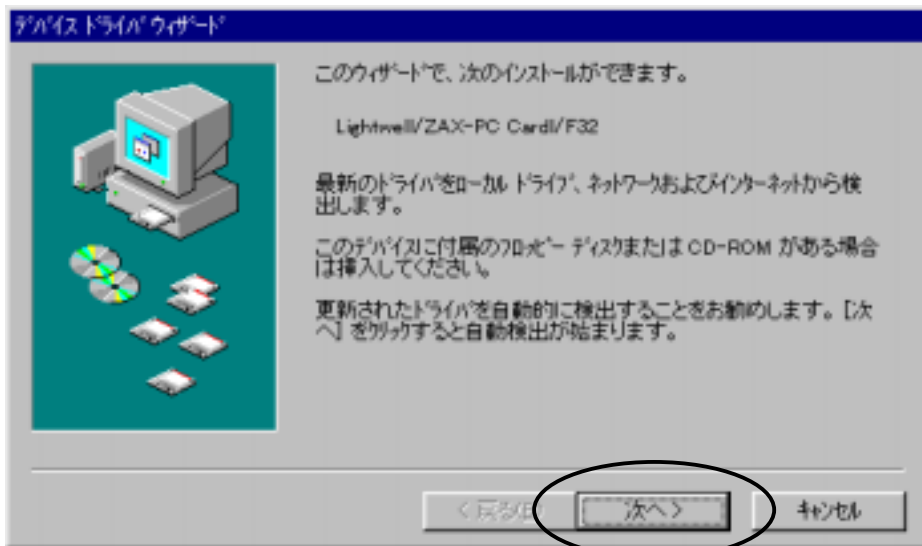 デバイス ドライバ ウィザード
このウィザードで、次のインストールができます。
Lightwell/ZAX-PC CardI/F32
最新のドライバをローカル ドライブ、ネットワークおよびインターネットから検
出します。
このデバイスに付属のフロッピー ディスクまたは CD-ROM がある場合
は挿入してください。
更新されたドライバを自動的に検出することをお勧めします。[次
へ] をクリックすると自動検出が始まります。
< 戻る(B)
次へ >
キャンセル